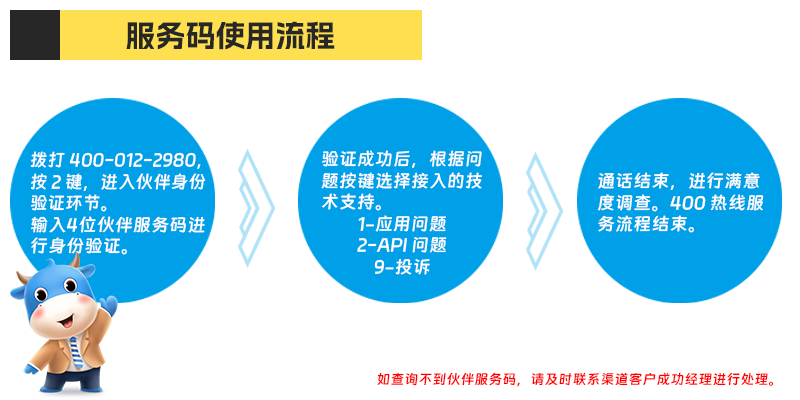 服务码使用流程
拨打 400-012-2980,
按 2 键，进入伙伴身份
验证环节。
输入4位伙伴服务码进
行身份验证。
验证成功后，根据问
题按键选择接入的技
术支持。
1-应用问题
2-API 问题
9-投诉
通话结束，进行满意
度调查。400 热线服
务流程结束。
如查询不到伙伴服务码，请及时联系渠道客户成功经理进行处理。